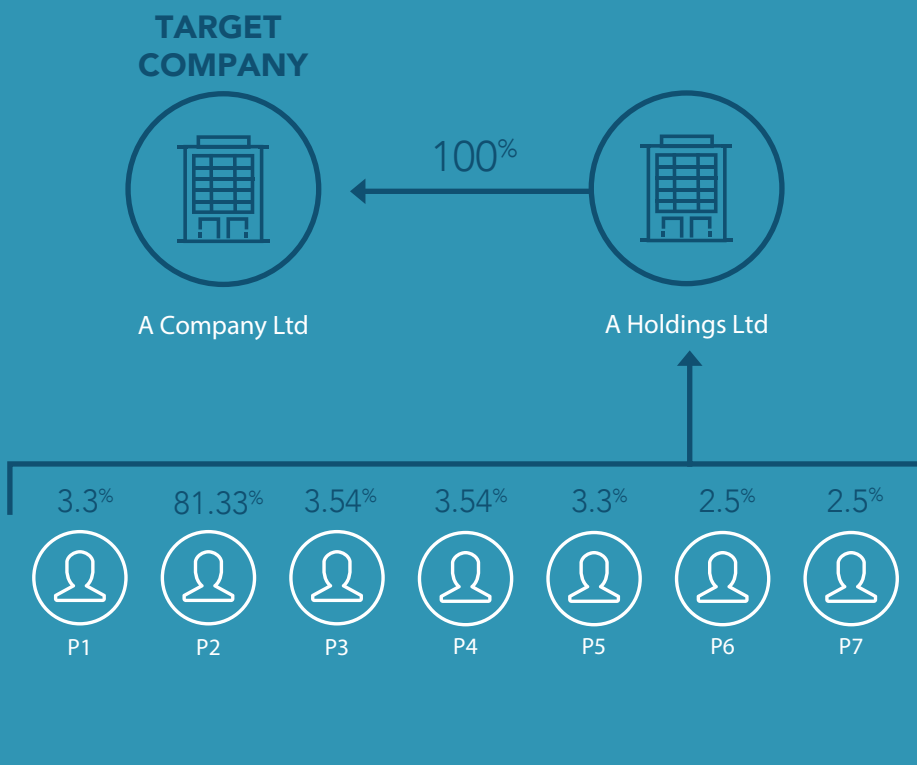 TARGET
COMPANY
100%
A Company Ltd
A Holdings Ltd
3.3% 81.33% 3.54% 3.54% 3.3% 2.5% 2.5%
P1 P2 P3 P4 P5 P6 P7